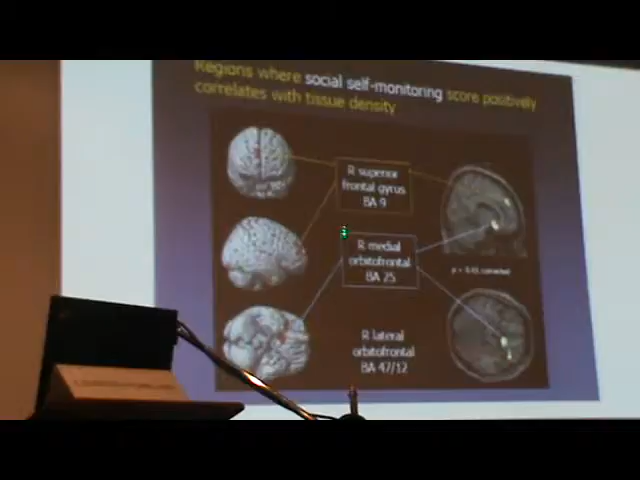 Regions where social self-monitoring score positively
correlates with tissue density
R superior
frontal gyrus
BA 9
R medial
orbitofrontal
BA 25
R lateral
orbitofrontal
BA 47/12